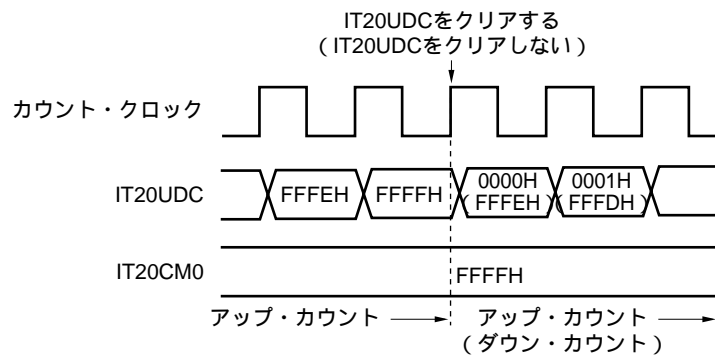 IT20UDCをクリアする
（IT20UDCをクリアしない）
カウント・クロック
IT20UDC
FFFEH
FFFFH
0000H
(FFFEH)
0001H
(FFFDH)
IT20CM0
FFFFH
アップ・カウント
アップ・カウント
（ダウン・カウント）